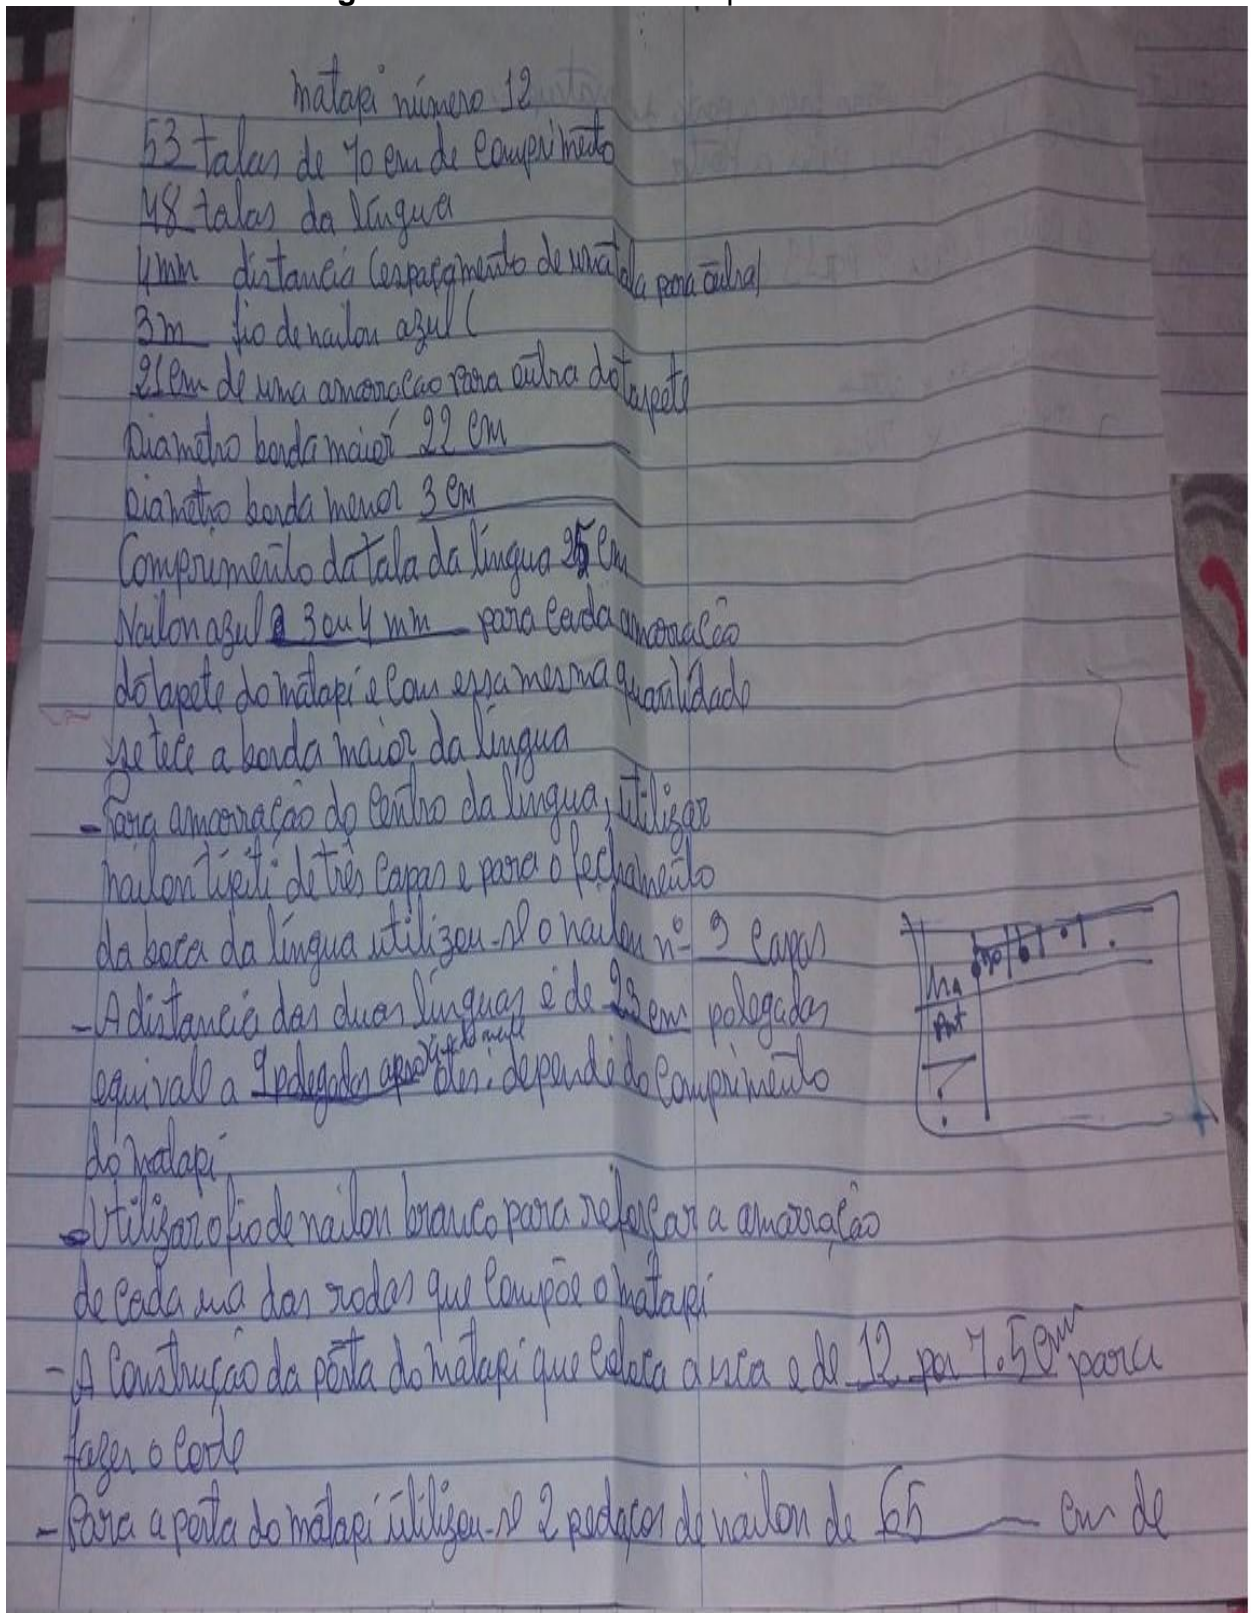 matapi número 12
53 talas de 70 cm de comprimento
48 talas da língua
4mm distancia (espaçamento de uma tala para outra)
3m fio de nailon azul (
21cm de uma amarracao para outra do tapete
Diametro borda maior 22 cm
Diametro borda menor 3 cm
Comprimento da tala da língua 25 cm
Nailon azul 3 ou 4 mm para cada amarração
do tapete do matapi e com essa mesma quantidade
se tece a borda maior da língua
- Para amarração do centro da língua, utilizar
nailon tipiti de três capas e para o fechamento
da boca da língua utilizou-se o nailon nº 9 capas
- A distancia das duas línguas é de 23 cm polegadas
equivale a 9 polegadas aproximadamente depende do comprimento
do matapi
- Utilizar o fio de nailon branco para reforçar a amarração
de cada uma das rodas que compõe o matapi
- A Construção da porta do matapi que coloca a isca e de 12 por 7.5 cm para
fazer o corte
- Para a porta do matapi utilizou-se 2 pedaços de nailon de 65 cm de